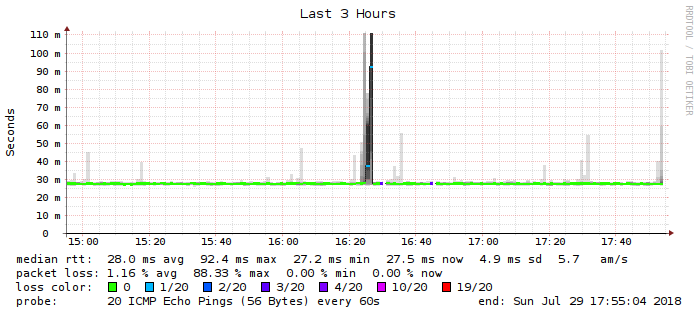 Last 3 Hours
RRDTOOL / TOBI OETIKER
Seconds
110 m
100 m
90 m
80 m
70 m
60 m
50 m
40 m
30 m
20 m
10 m
0
15:00 15:20 15:40 16:00 16:20 16:40 17:00 17:20 17:40
median rtt: 28.0 ms avg 92.4 ms max 27.2 ms min 27.5 ms now 4.9 ms sd 5.7 am/s
packet loss: 1.16 % avg 88.33 % max 0.00 % min 0.00 % now
loss color: 0 1/20 2/20 3/20 4/20 10/20 19/20
probe: 20 ICMP Echo Pings (56 Bytes) every 60s end: Sun Jul 29 17:55:04 2018